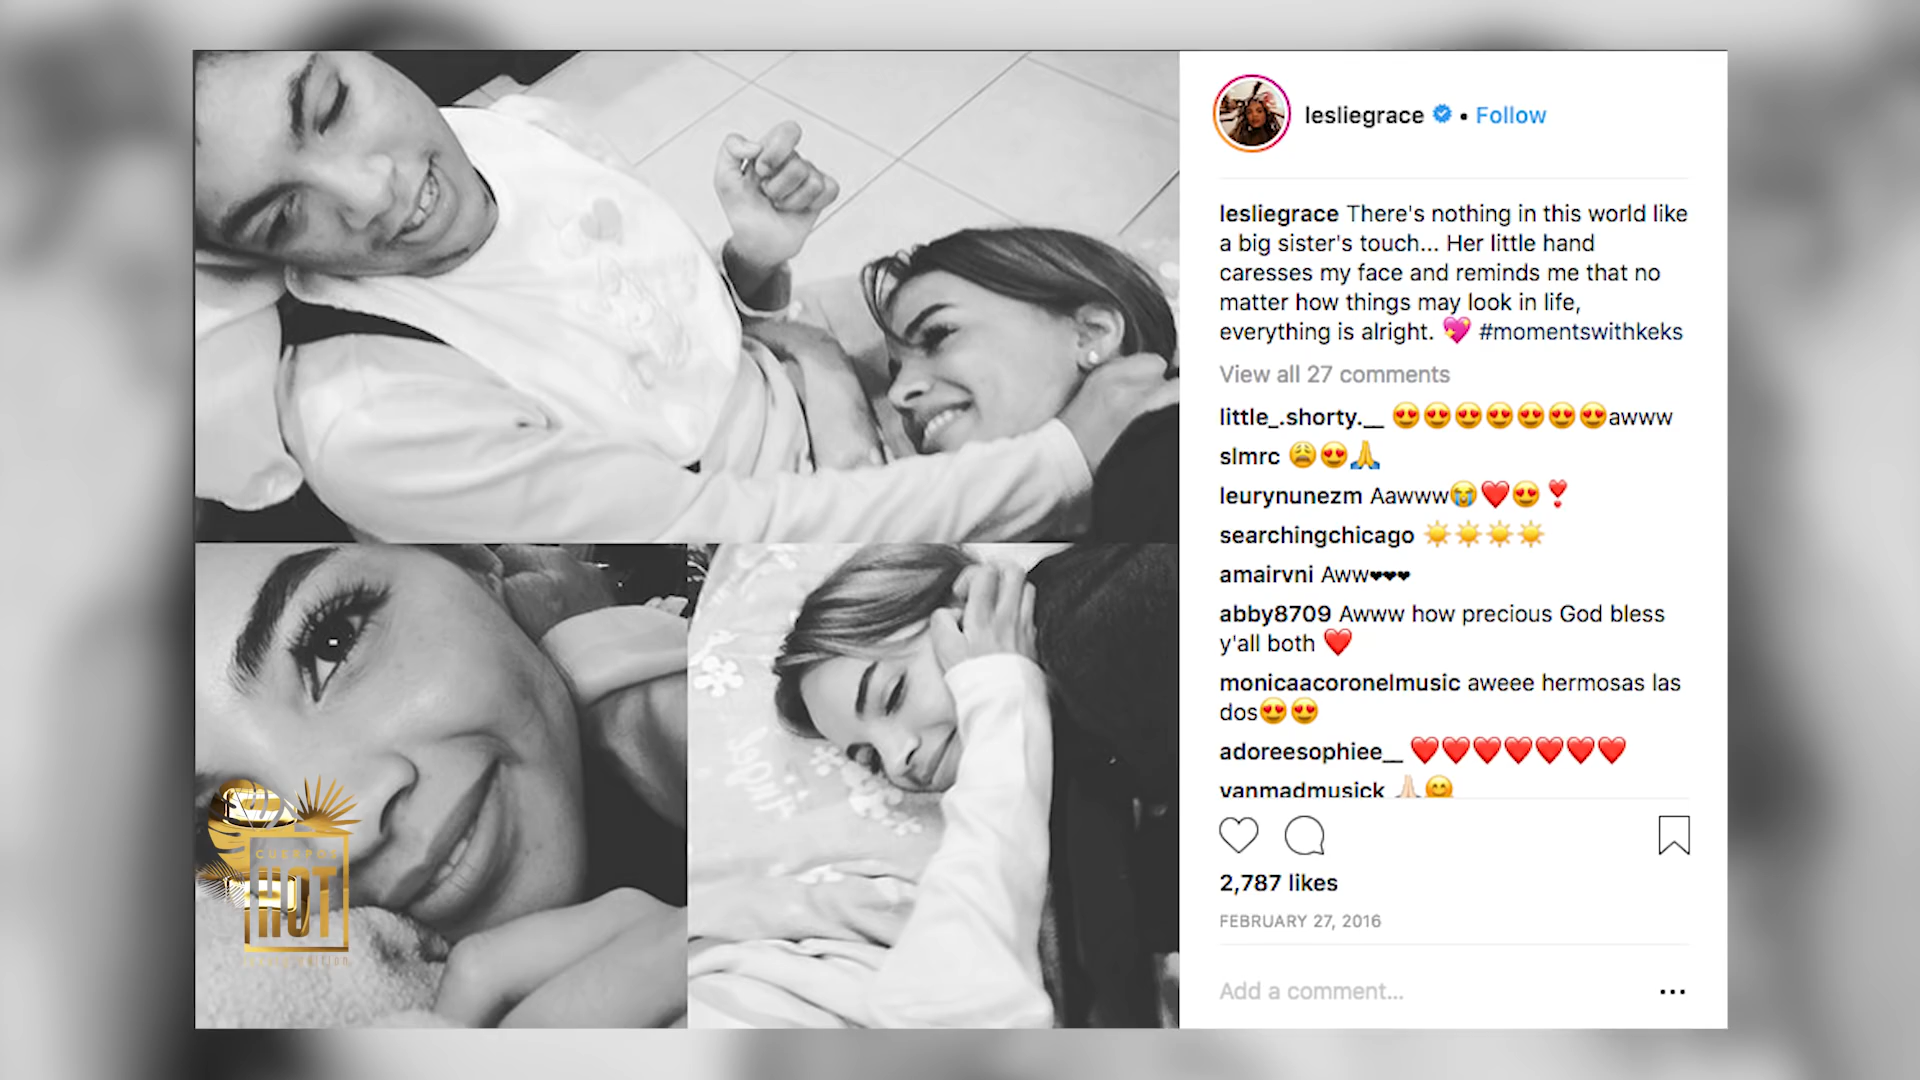 lesliegrace • Follow
lesliegrace There's nothing in this world like
a big sister's touch... Her little hand
caresses my face and reminds me that no
matter how things may look in life,
everything is alright. 💖 #momentswithkeks
View all 27 comments
little_.shorty.__ 😍😍😍😍😍😍😍awww
slmrc 😩😍🙏
leurynunezm Aawww😭❤️😍❣️
searchingchicago ☀️☀️☀️☀️
amairvni Aww❤❤❤
abby8709 Awww how precious God bless
y'all both ❤️
monicaacoronelmusic aweee hermosas las
dos😍😍
adoreesophiee__ ❤️❤️❤️❤️❤️❤️❤️
vanmadmusick 🙏🏻😊
2,787 likes
FEBRUARY 27, 2016
Add a comment...
CUERPOS
HOT